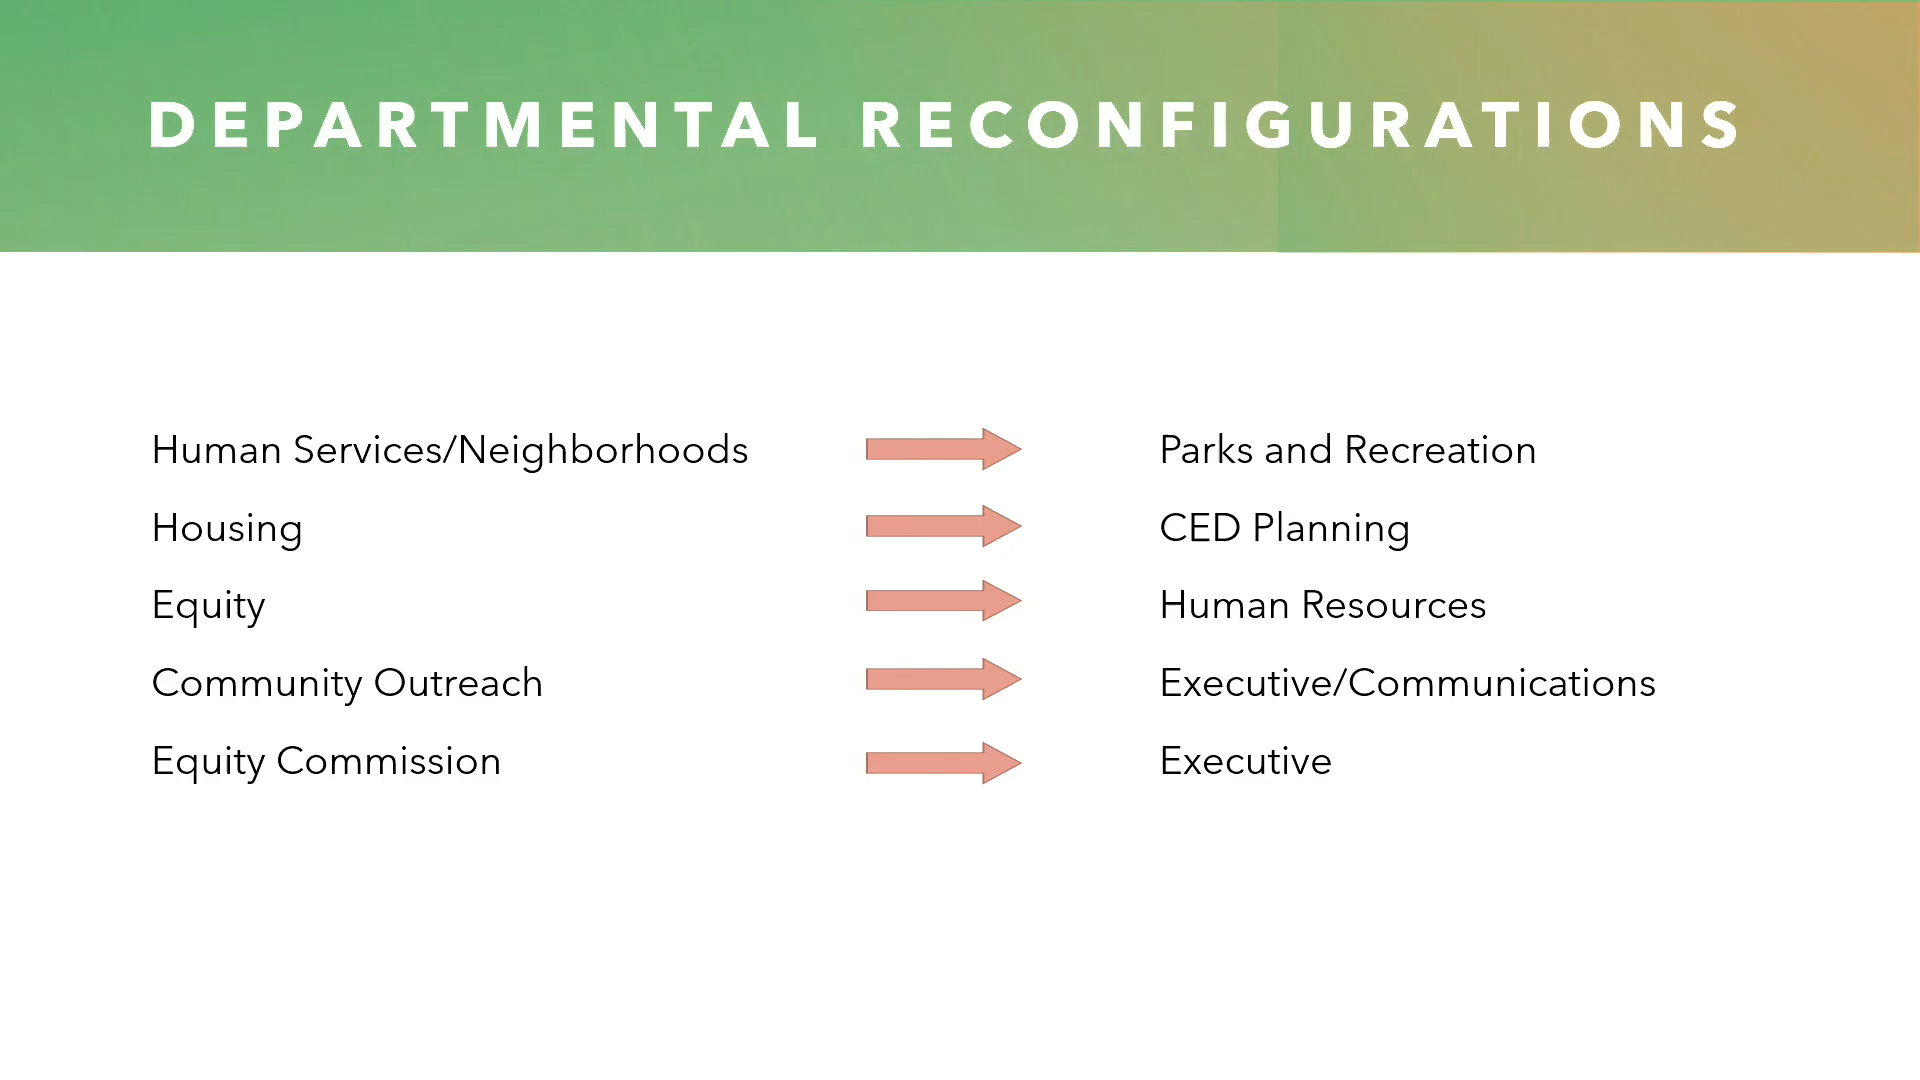 DEPARTMENTAL RECONFIGURATIONS
Human Services/Neighborhoods Parks and Recreation
Housing CED Planning
Equity Human Resources
Community Outreach Executive/Communications
Equity Commission Executive